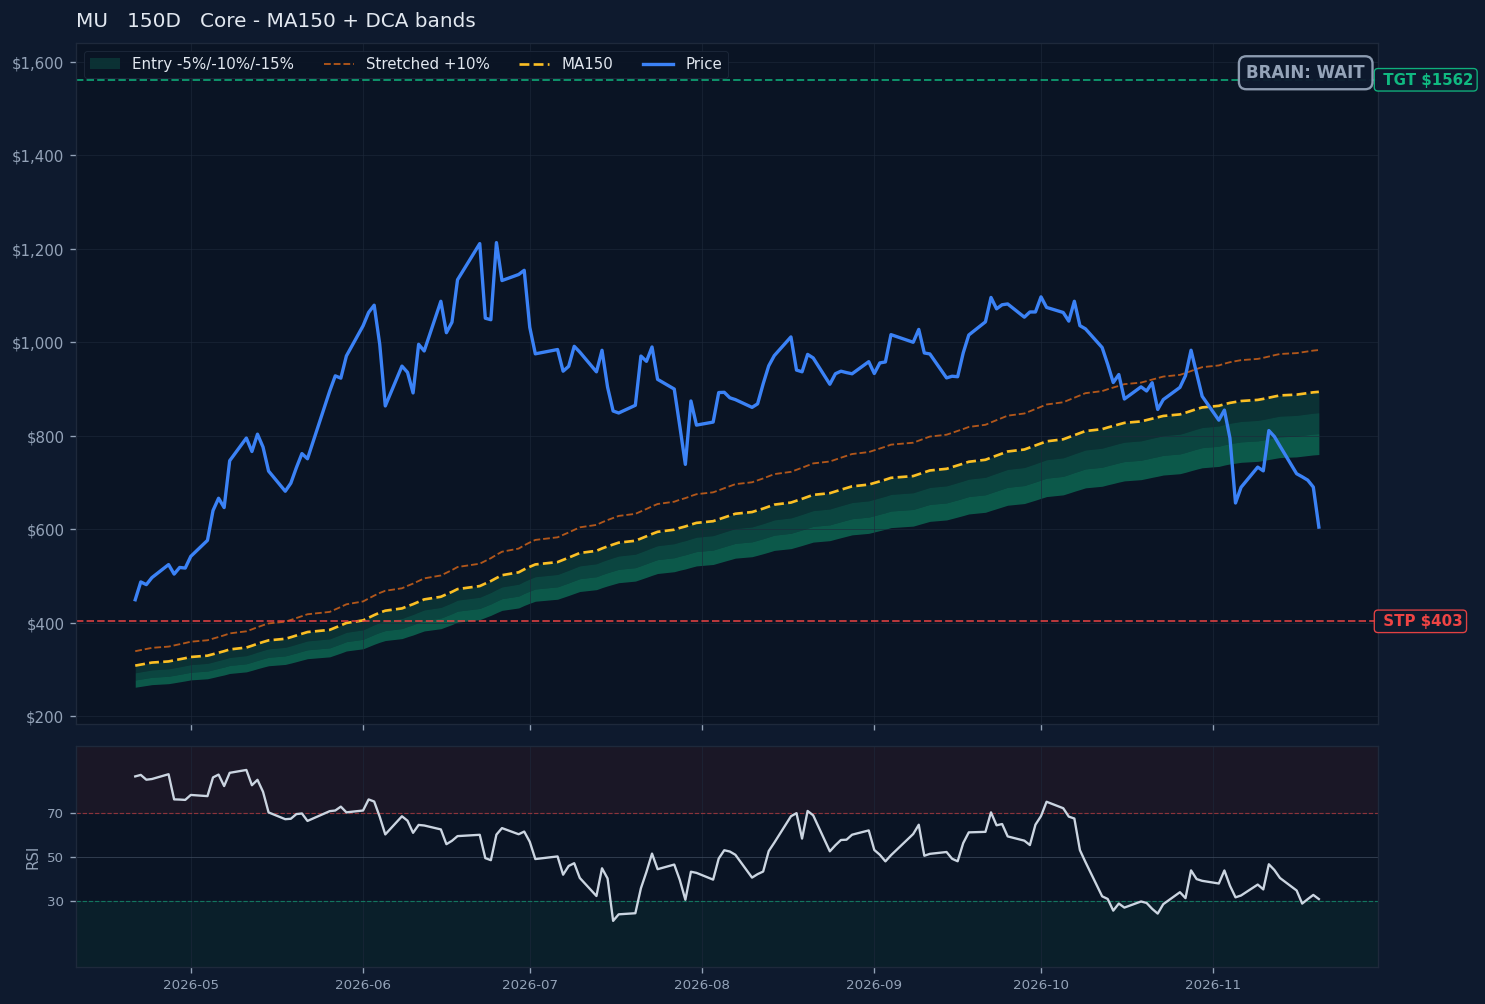 MU   150D   Core - MA150 + DCA bands
Entry -5%/-10%/-15%
Stretched +10%
MA150
Price
BRAIN: WAIT
TGT $1562
$1,600
$1,400
$1,200
$1,000
$800
$600
$400
$200
STP $403
RSI
70
50
30
2026-05
2026-06
2026-07
2026-08
2026-09
2026-10
2026-11